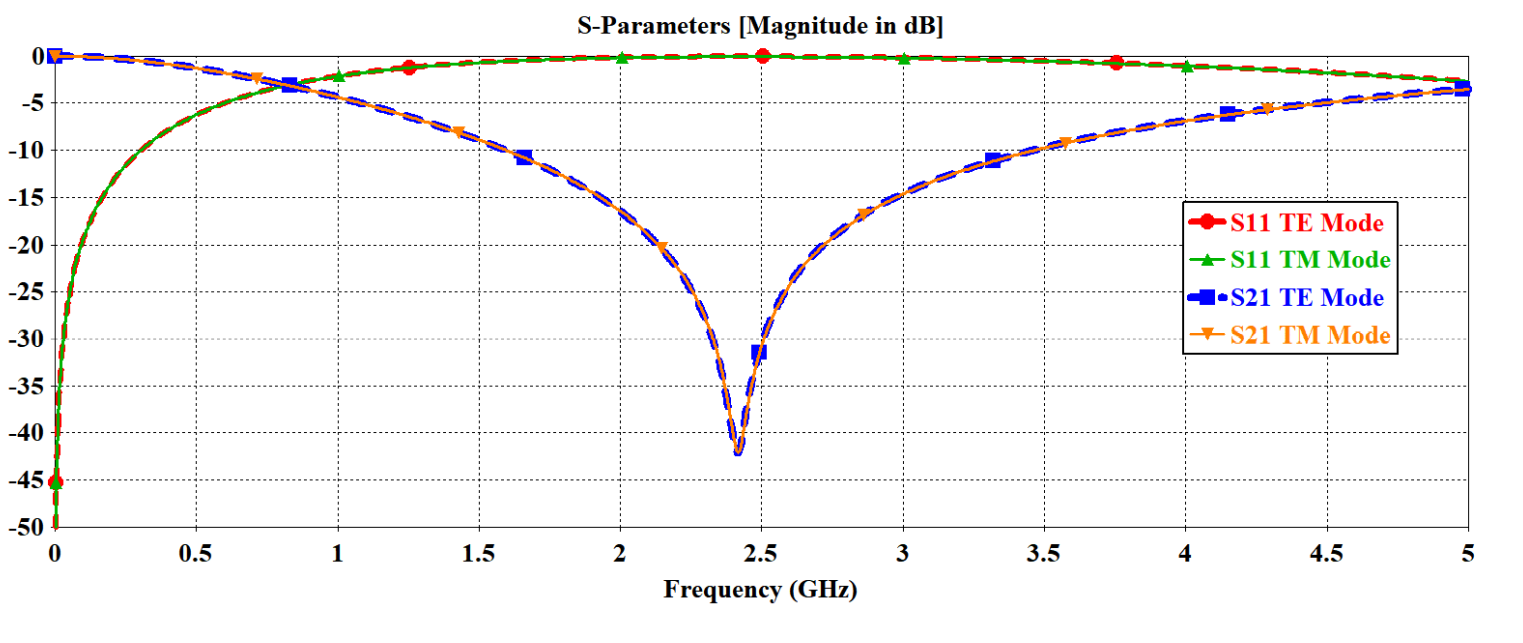 S-Parameters [Magnitude in dB]
0
-5
-10
-15
-20
-25
-30
-35
-40
-45
-50
S11 TE Mode
S11 TM Mode
S21 TE Mode
S21 TM Mode
0 0.5 1 1.5 2 2.5 3 3.5 4 4.5 5
Frequency (GHz)